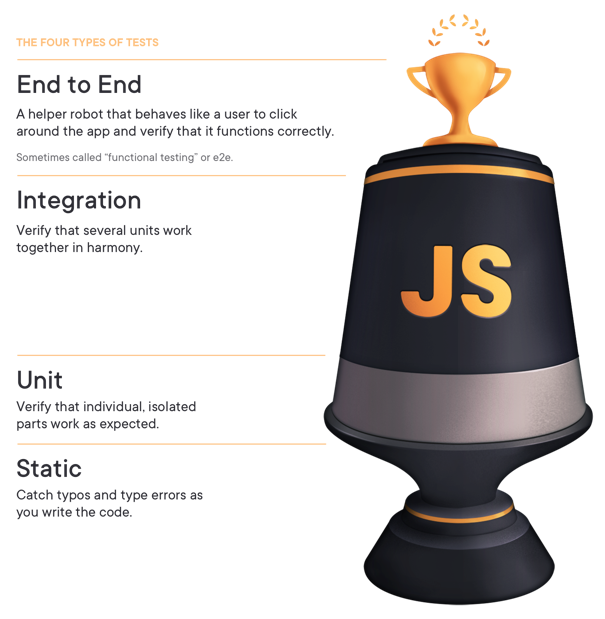 THE FOUR TYPES OF TESTS
End to End
A helper robot that behaves like a user to click
around the app and verify that it functions correctly.
Sometimes called “functional testing” or e2e.
Integration
Verify that several units work
together in harmony.
JS
Unit
Verify that individual, isolated
parts work as expected.
Static
Catch typos and type errors as
you write the code.